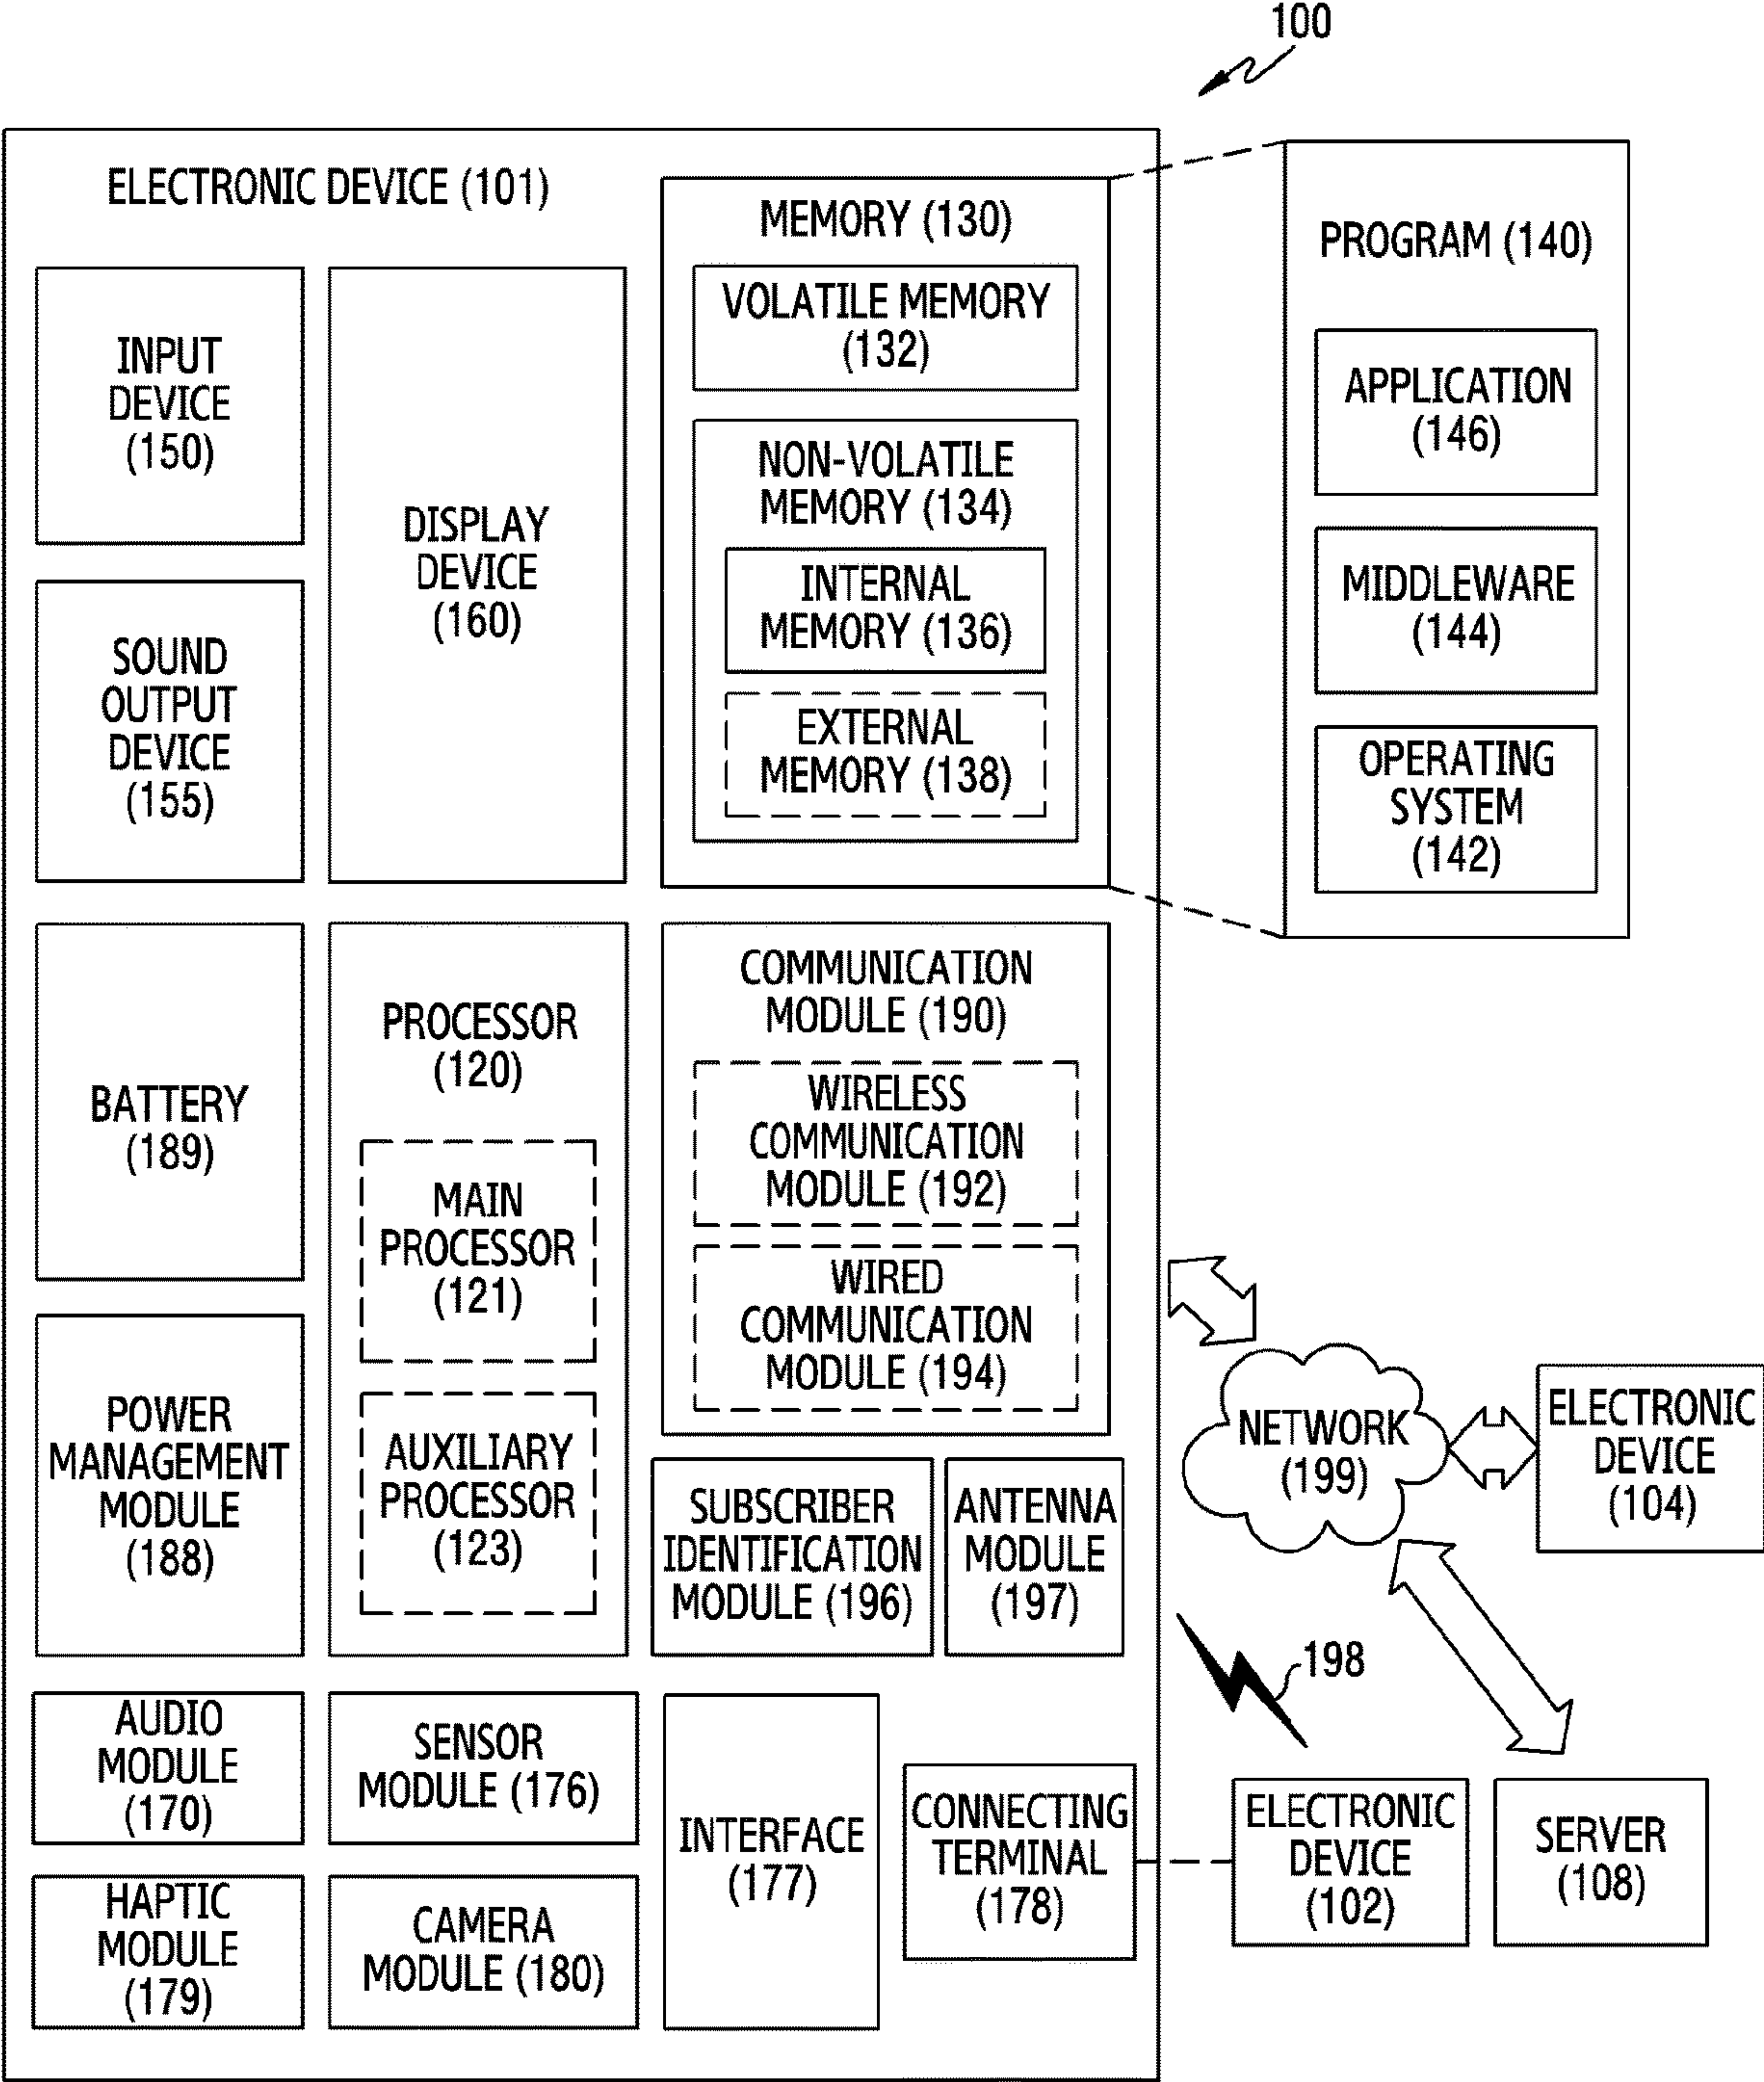 100
ELECTRONIC DEVICE (101)
INPUT
DEVICE
(150)
SOUND
OUTPUT
DEVICE
(155)
DISPLAY
DEVICE
(160)
MEMORY (130)
VOLATILE MEMORY
(132)
NON-VOLATILE
MEMORY (134)
INTERNAL
MEMORY (136)
EXTERNAL
MEMORY (138)
PROGRAM (140)
APPLICATION
(146)
MIDDLEWARE
(144)
OPERATING
SYSTEM
(142)
BATTERY
(189)
POWER
MANAGEMENT
MODULE
(188)
PROCESSOR
(120)
MAIN
PROCESSOR
(121)
AUXILIARY
PROCESSOR
(123)
COMMUNICATION
MODULE (190)
WIRELESS
COMMUNICATION
MODULE (192)
WIRED
COMMUNICATION
MODULE (194)
SUBSCRIBER
IDENTIFICATION
MODULE (196)
ANTENNA
MODULE
(197)
NETWORK
(199)
ELECTRONIC
DEVICE
(104)
198
AUDIO
MODULE
(170)
SENSOR
MODULE (176)
HAPTIC
MODULE
(179)
CAMERA
MODULE (180)
INTERFACE
(177)
CONNECTING
TERMINAL
(178)
ELECTRONIC
DEVICE
(102)
SERVER
(108)